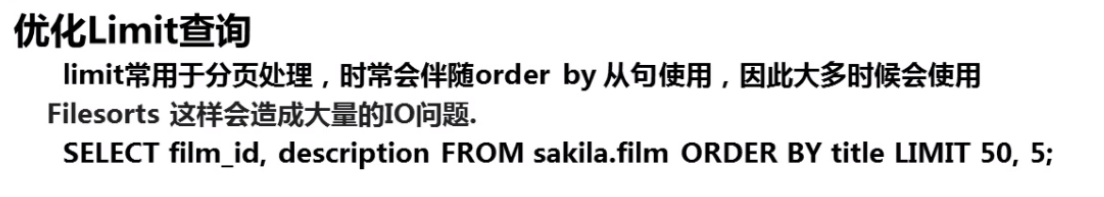 优化Limit查询
limit常用于分页处理，时常会伴随order by 从句使用，因此大多时候会使用
Filesorts 这样会造成大量的IO问题.
SELECT film_id, description FROM sakila.film ORDER BY title LIMIT 50, 5;